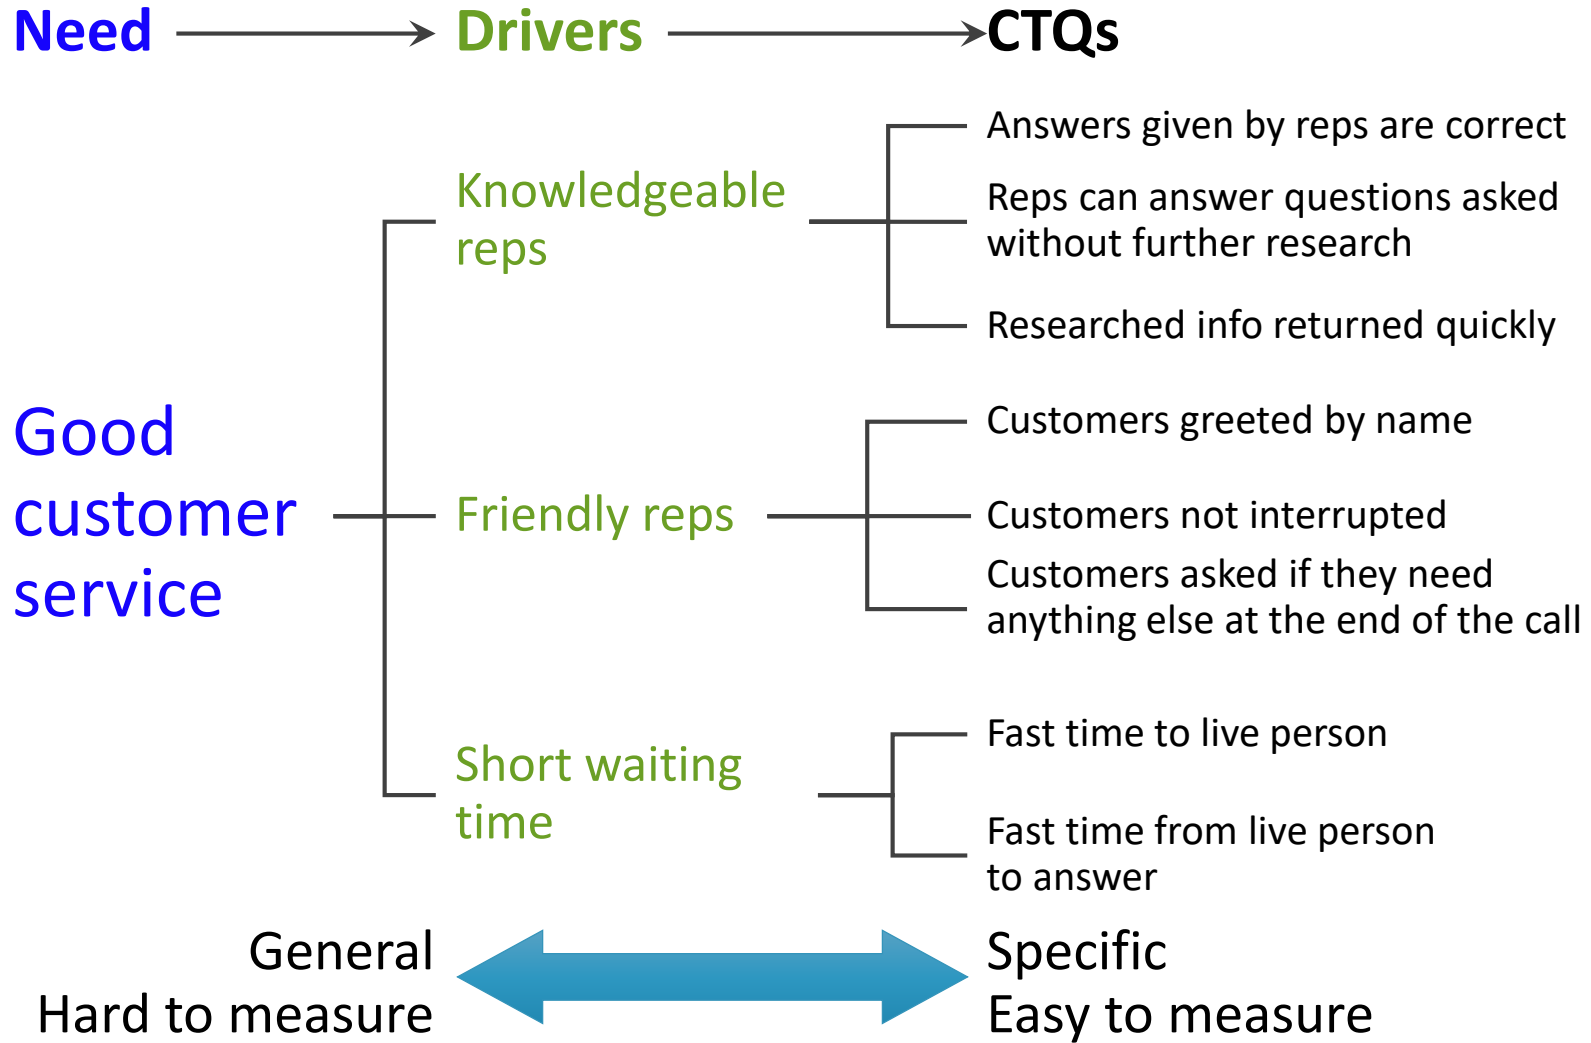 Need
Drivers
CTQs
Good
customer
service
Knowledgeable
reps
Answers given by reps are correct
Reps can answer questions asked
without further research
Researched info returned quickly
Friendly reps
Customers greeted by name
Customers not interrupted
Customers asked if they need
anything else at the end of the call
Short waiting
time
Fast time to live person
Fast time from live person
to answer
General
Hard to measure
Specific
Easy to measure